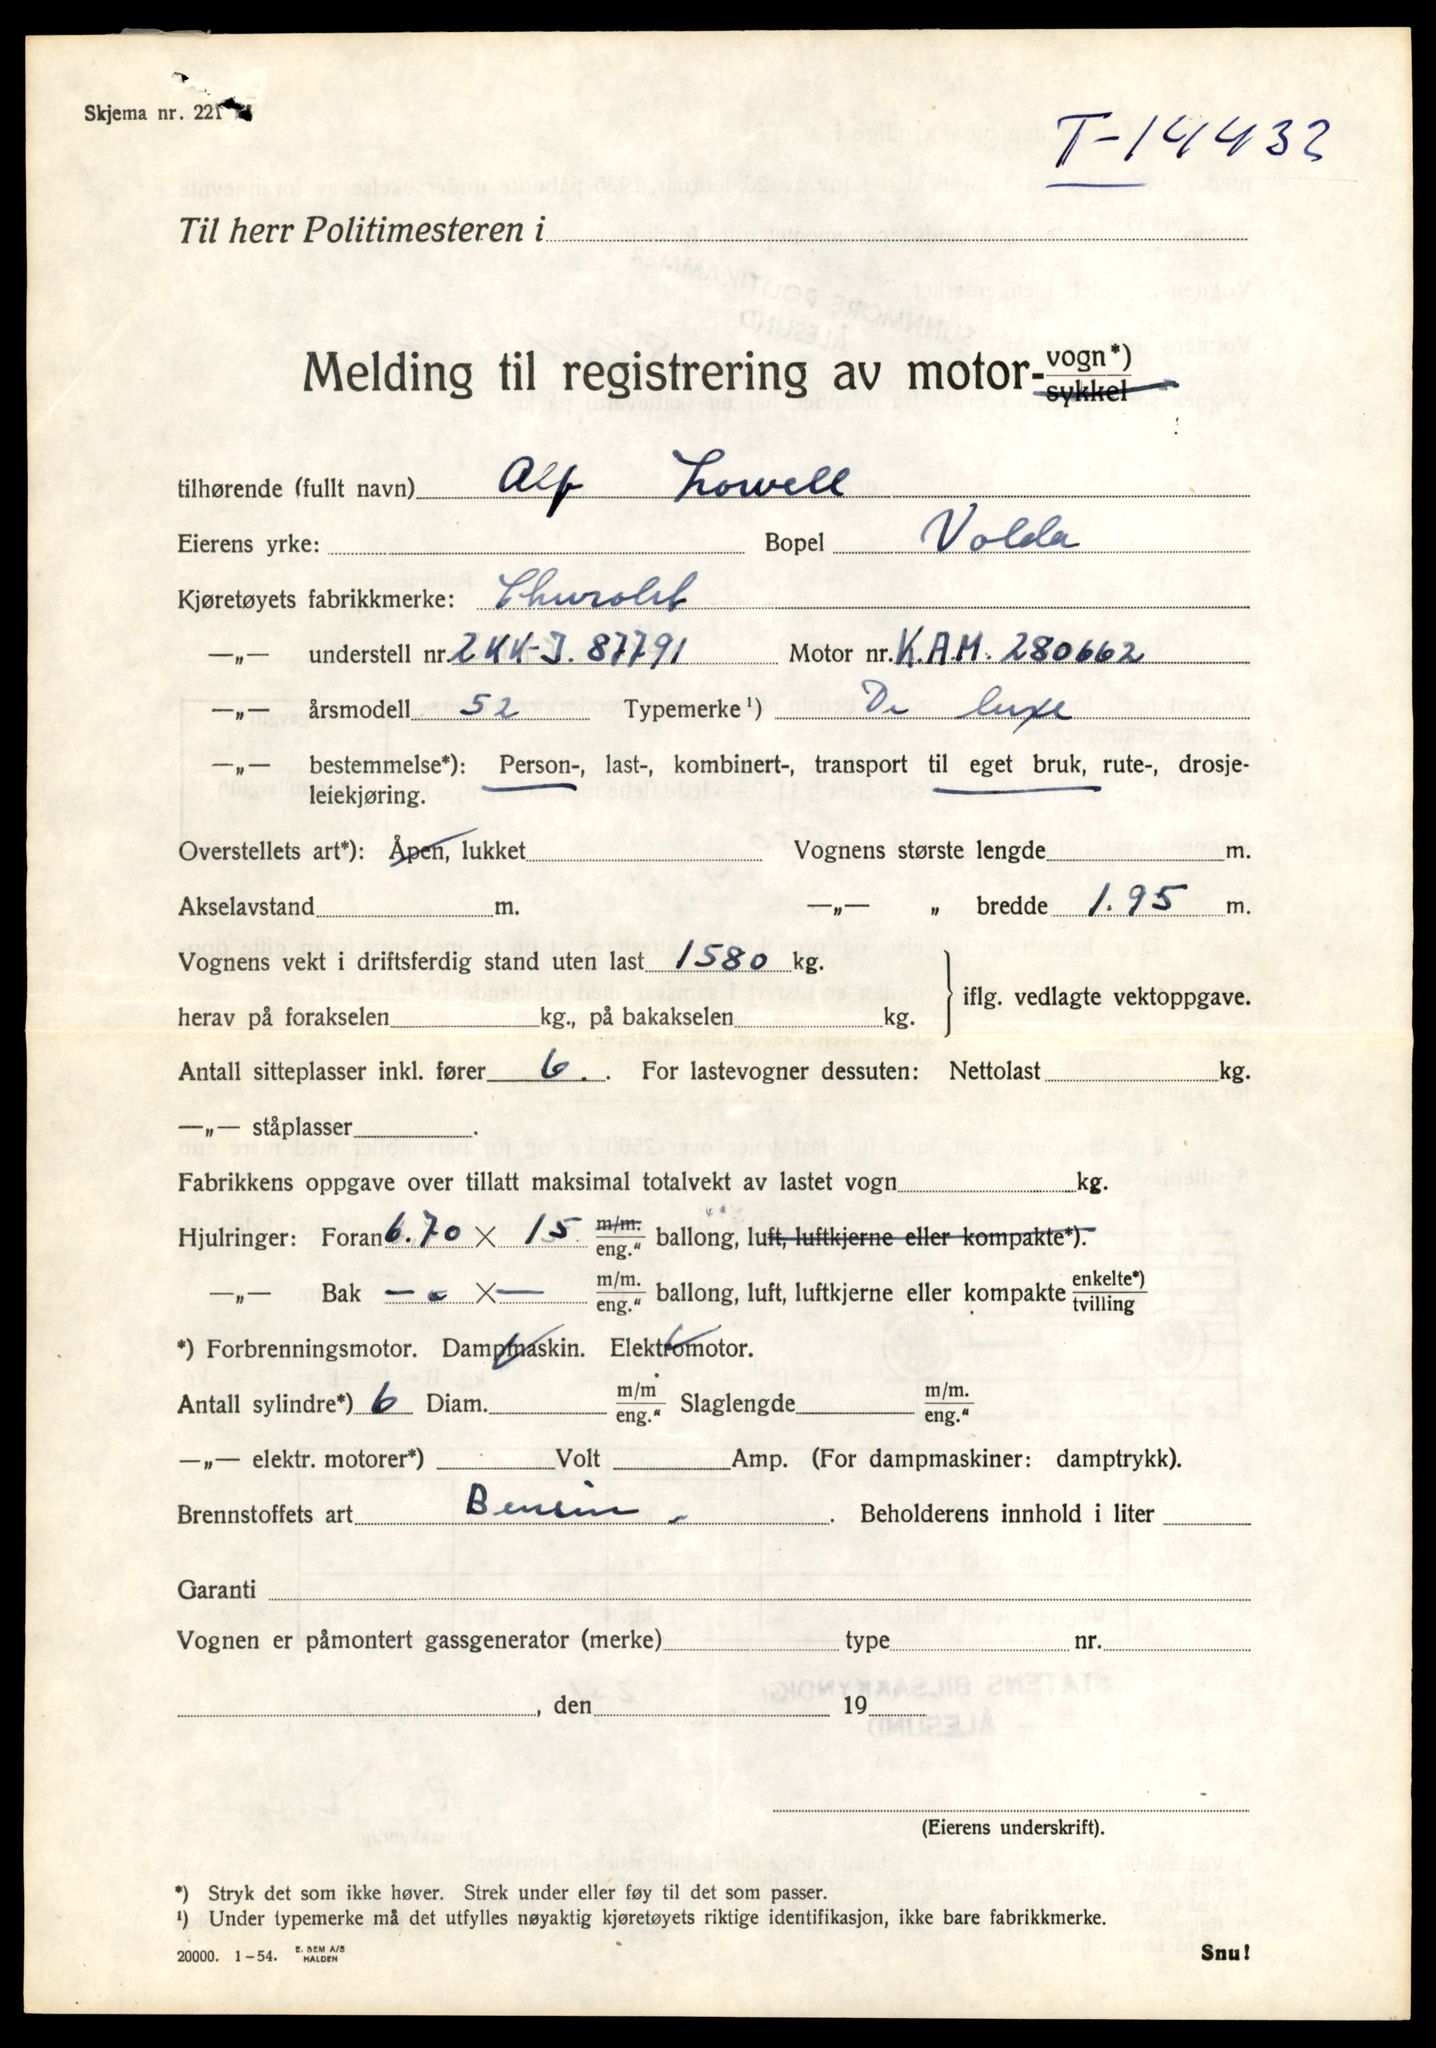 Skjema nr. 221
T-14433
Til herr Politimesteren i
Melding til registrering av motor-vogn*) sykkel
tilhørende (fullt navn) Alf Lowell
Eierens yrke: Bopel Volda
Kjøretøyets fabrikkmerke: Chevrolet
—„— understell nr. 2KK-J. 87791 Motor nr. K.A.M. 280662
—„— årsmodell 52 Typemerke¹) De luxe
—„— bestemmelse*): Person-, last-, kombinert-, transport til eget bruk, rute-, drosje-
leiekjøring.
Overstellets art*): Åpen, lukket Vognens største lengde m.
Akselavstand m. —„— „ bredde 1.95 m.
Vognens vekt i driftsferdig stand uten last 1580 kg.
herav på forakselen kg., på bakakselen kg. iflg. vedlagte vektoppgave.
Antall sitteplasser inkl. fører 6. . For lastevogner dessuten: Nettolast kg.
—„— ståplasser .
Fabrikkens oppgave over tillatt maksimal totalvekt av lastet vogn kg.
Hjulringer: Foran 6.70 × 15 m/m. eng." ballong, luft, luftkjerne eller kompakte*).
—„— Bak — „ × — m/m. eng." ballong, luft, luftkjerne eller kompakte enkelte*) tvilling
*) Forbrenningsmotor. Dampmaskin. Elektromotor.
Antall sylindre*) 6 Diam. m/m eng." Slaglengde m/m. eng."
—„— elektr. motorer*) Volt Amp. (For dampmaskiner: damptrykk).
Brennstoffets art Bensin . Beholderens innhold i liter
Garanti
Vognen er påmontert gassgenerator (merke) type nr.
, den 19
(Eierens underskrift).
*) Stryk det som ikke høver. Strek under eller føy til det som passer.
¹) Under typemerke må det utfylles nøyaktig kjøretøyets riktige identifikasjon, ikke bare fabrikkmerke.
20000. 1-54. E. SEM A/S HALDEN Snu!